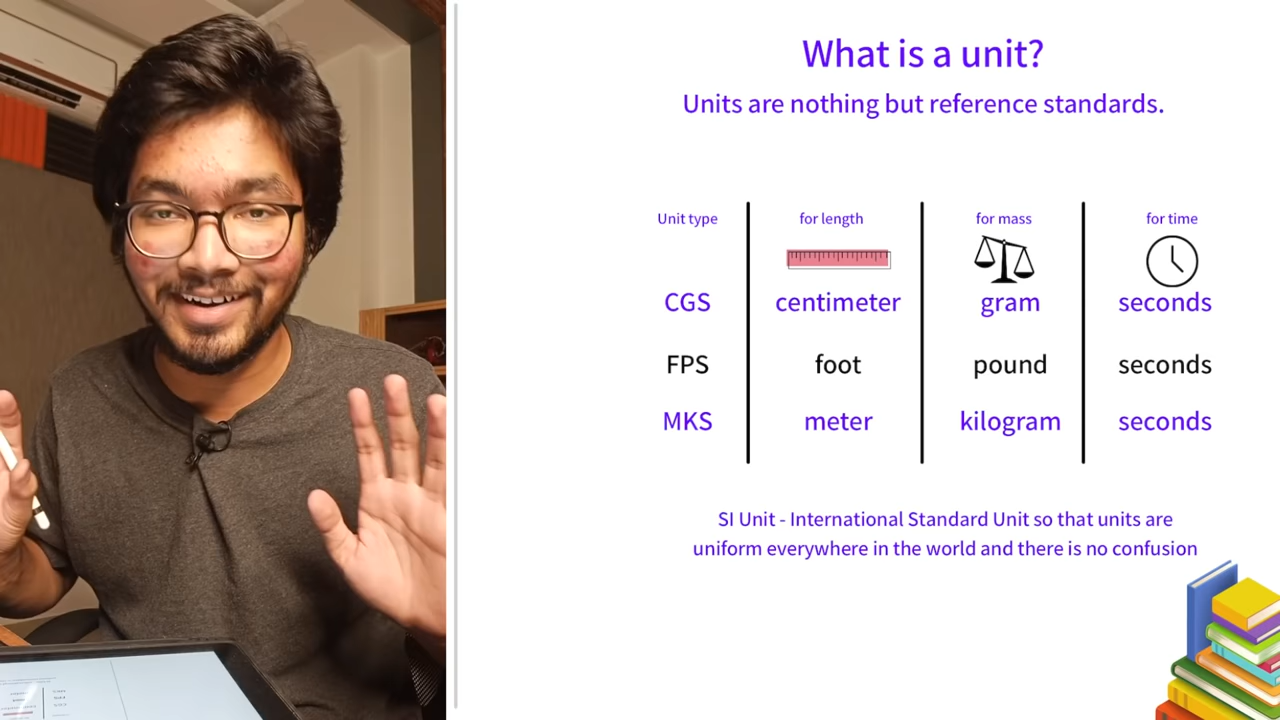 What is a unit?
Units are nothing but reference standards.
Unit type for length for mass for time
CGS centimeter gram seconds
FPS foot pound seconds
MKS meter kilogram seconds
SI Unit - International Standard Unit so that units are
uniform everywhere in the world and there is no confusion